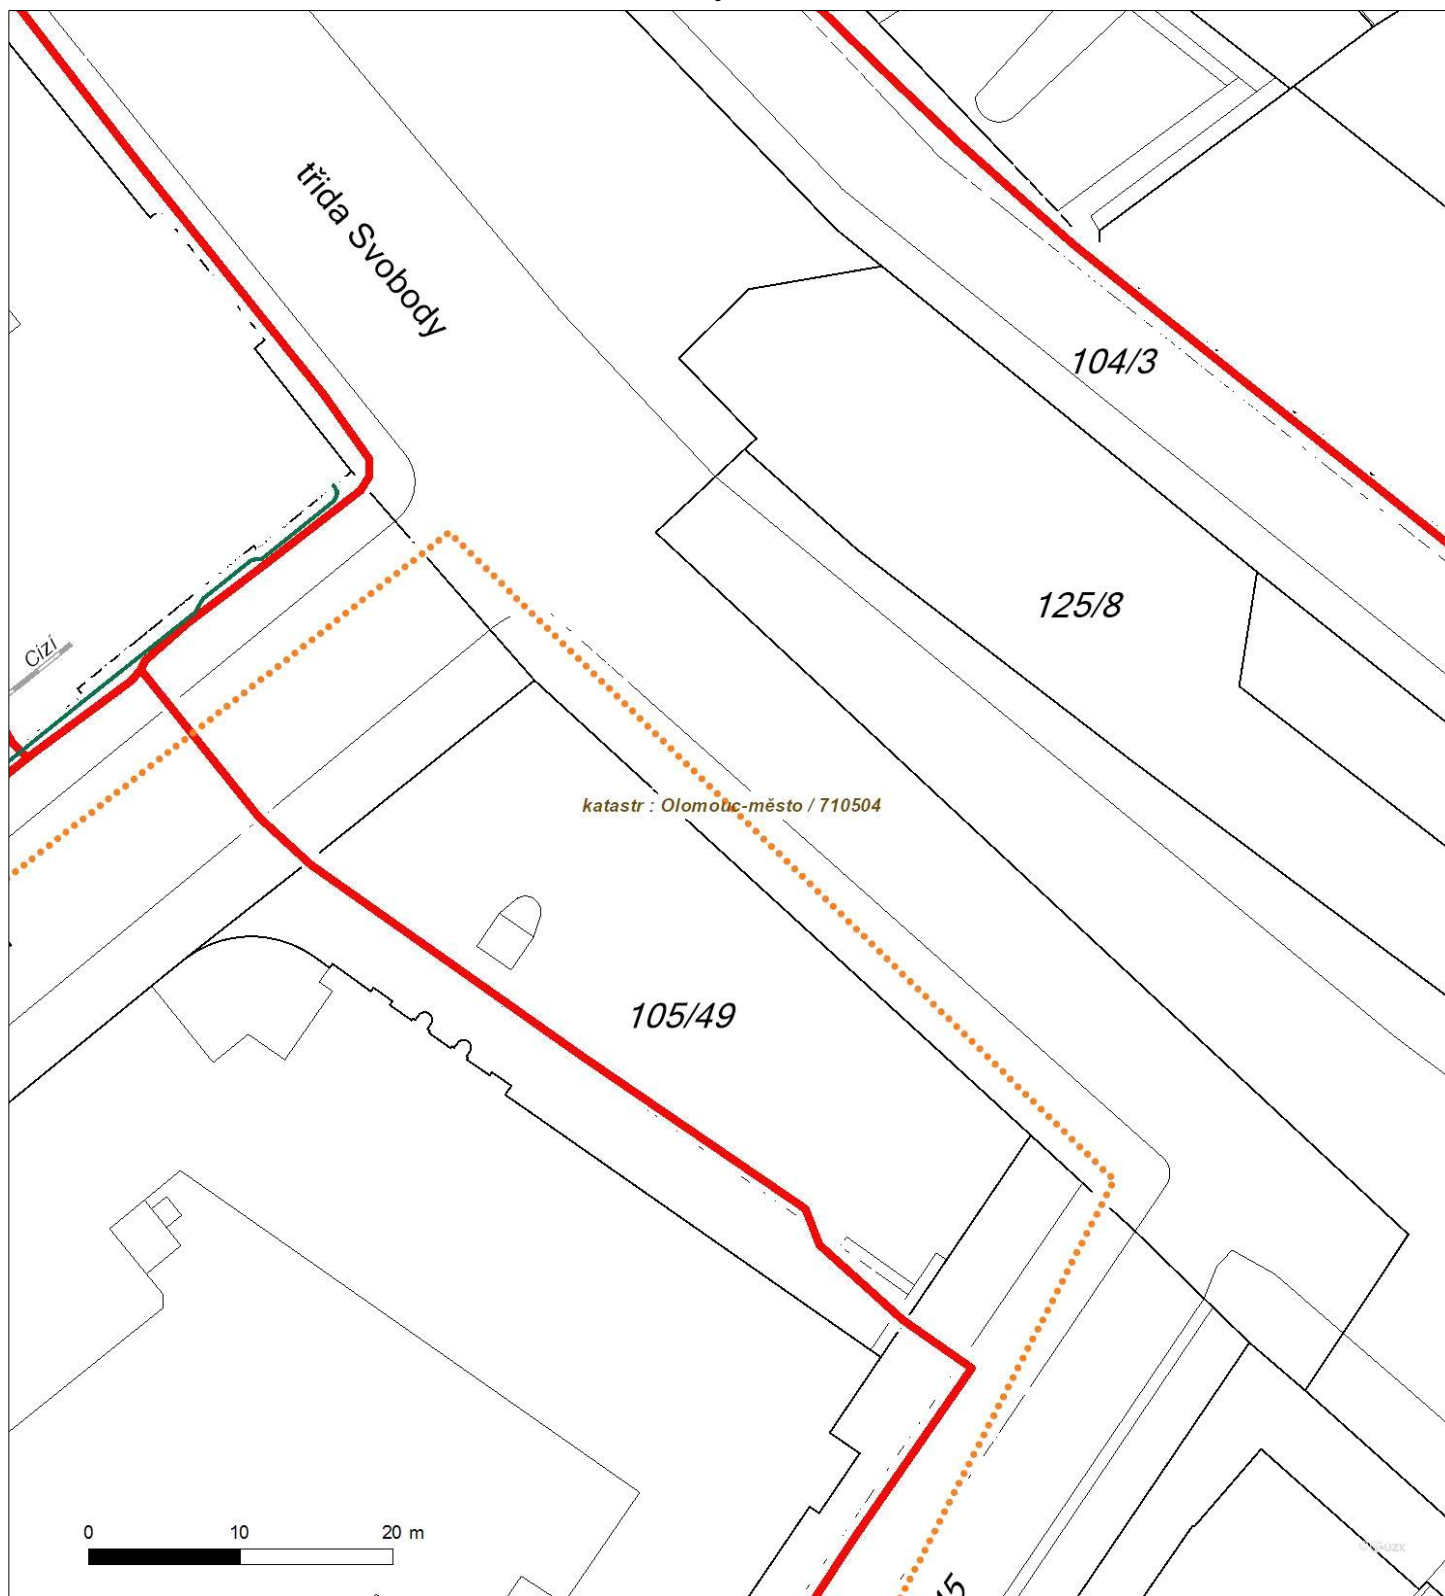 třída Svobody
104/3
125/8
Cizí
katastr : Olomouc-město / 710504
105/49
0 10 20 m